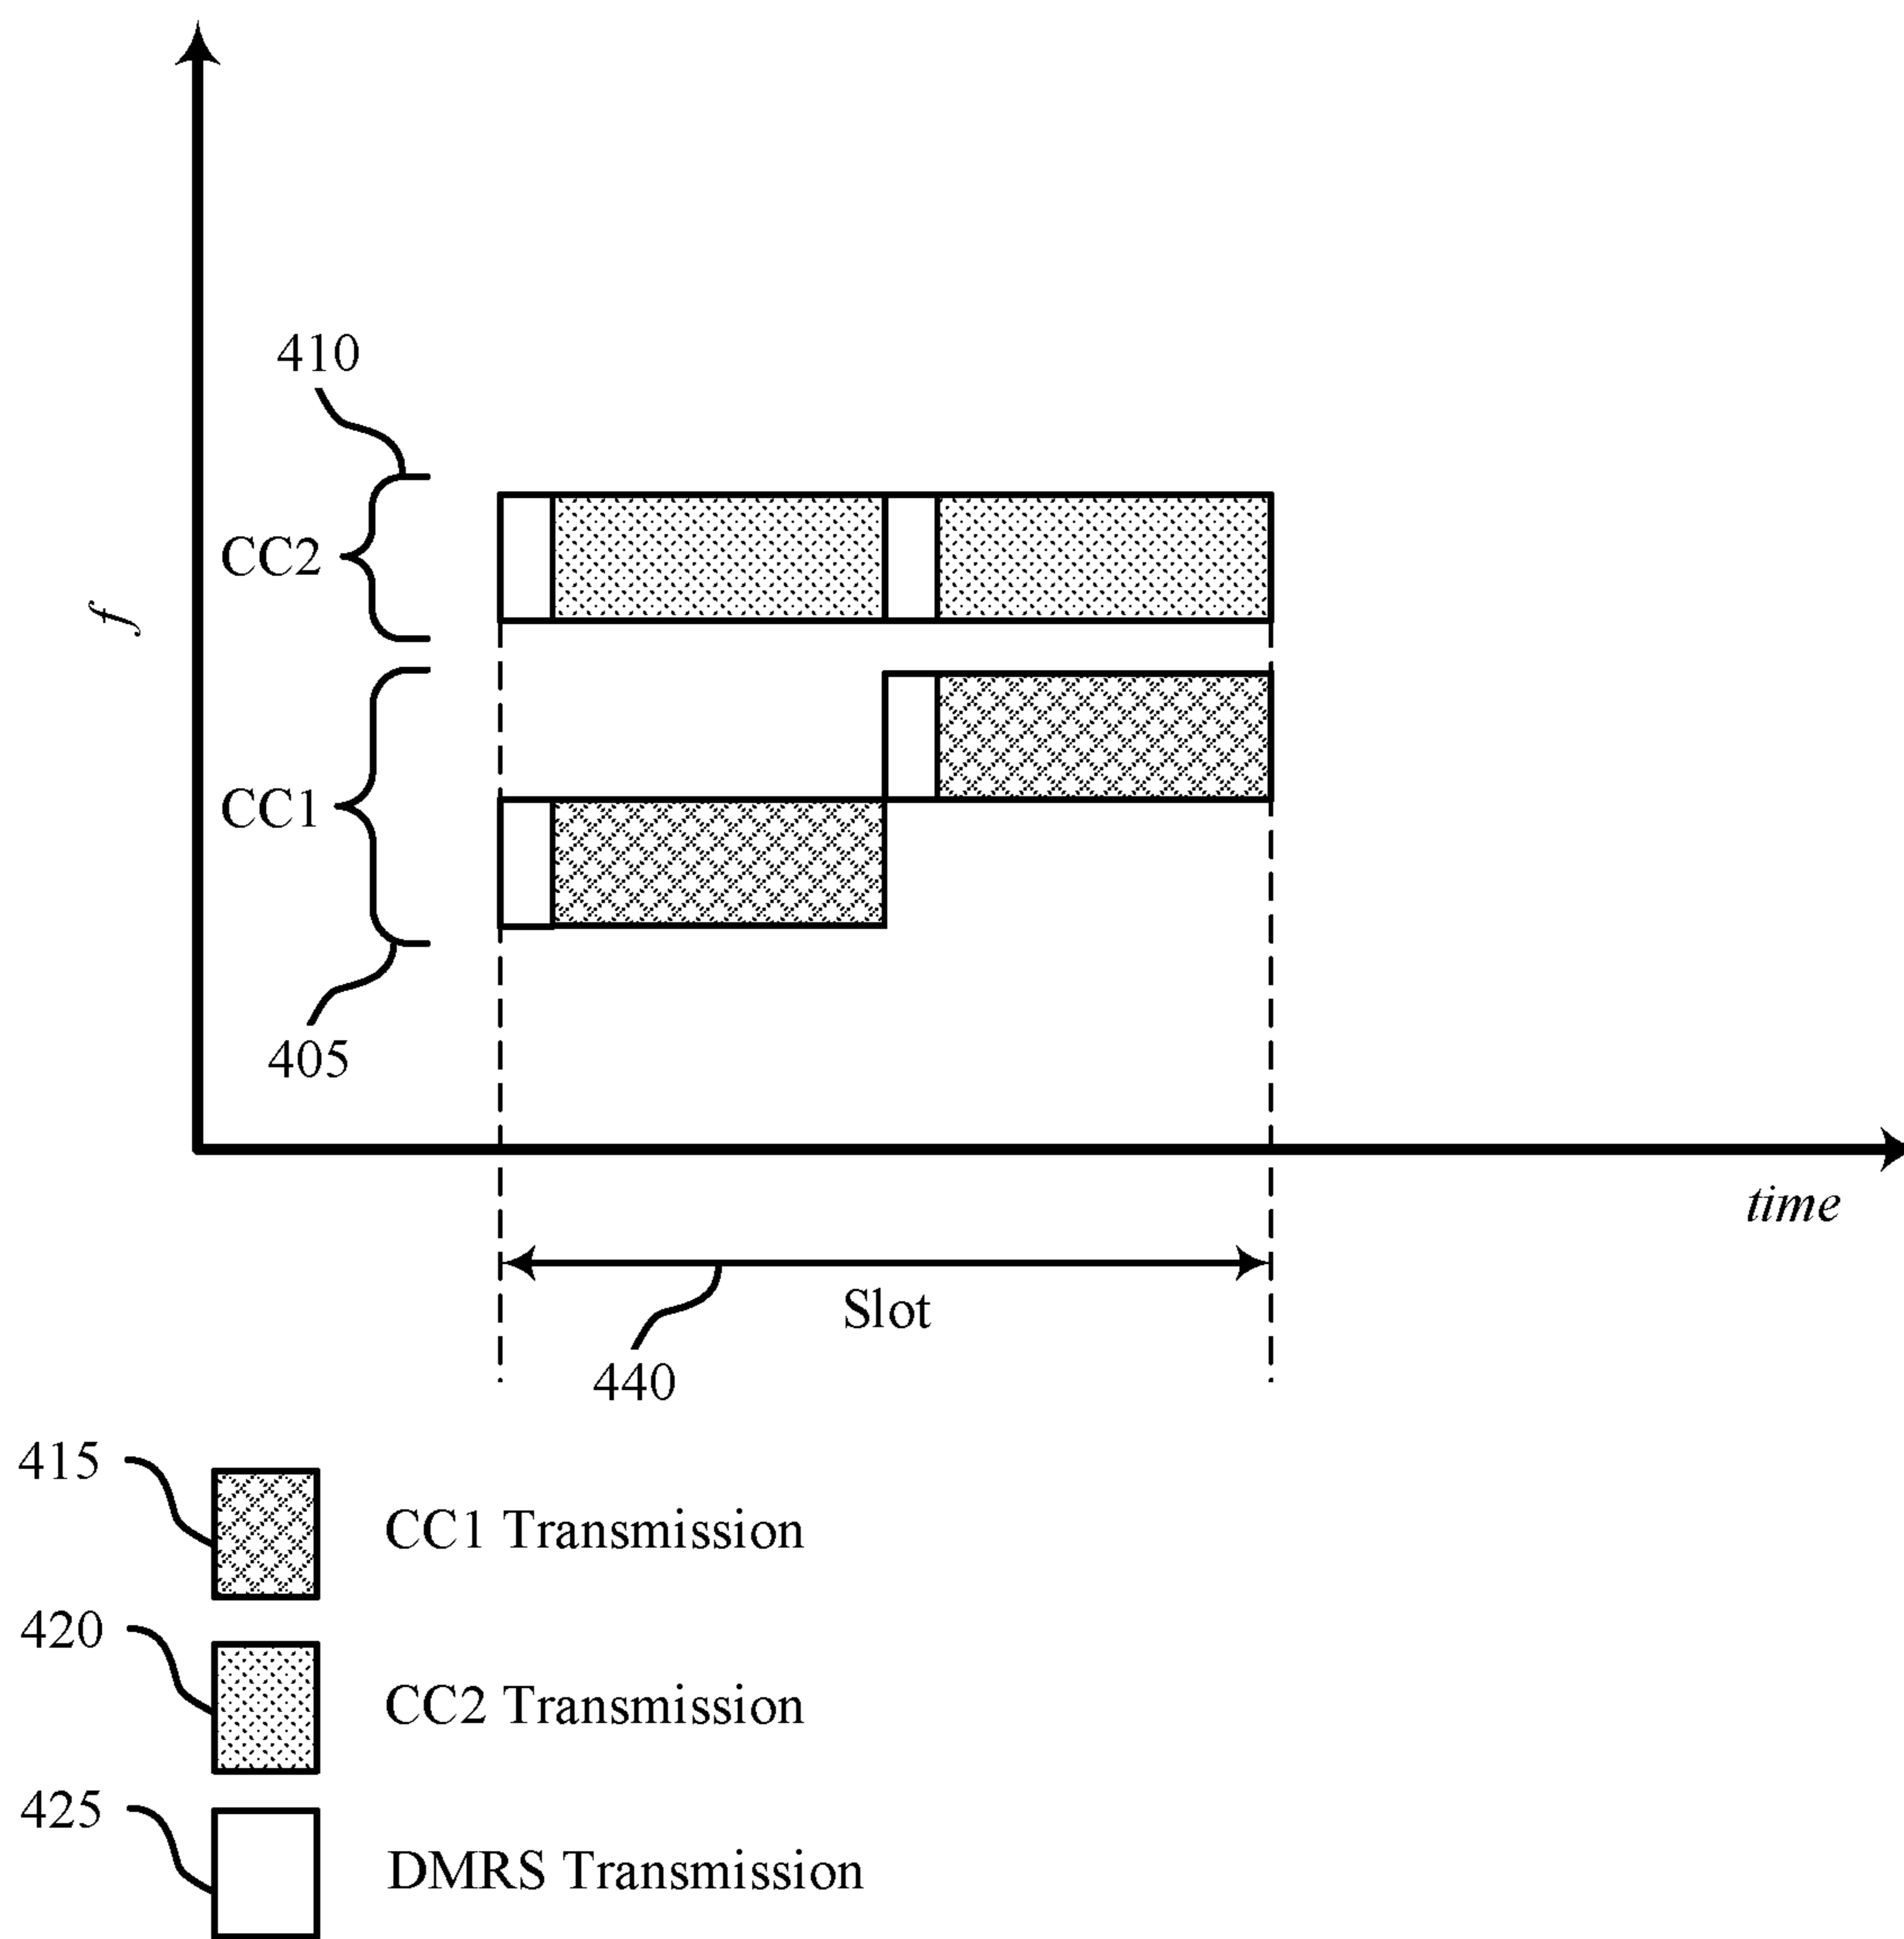 410
CC2
f
CC1
405
time
Slot
440
415
CC1 Transmission
420
CC2 Transmission
425
DMRS Transmission